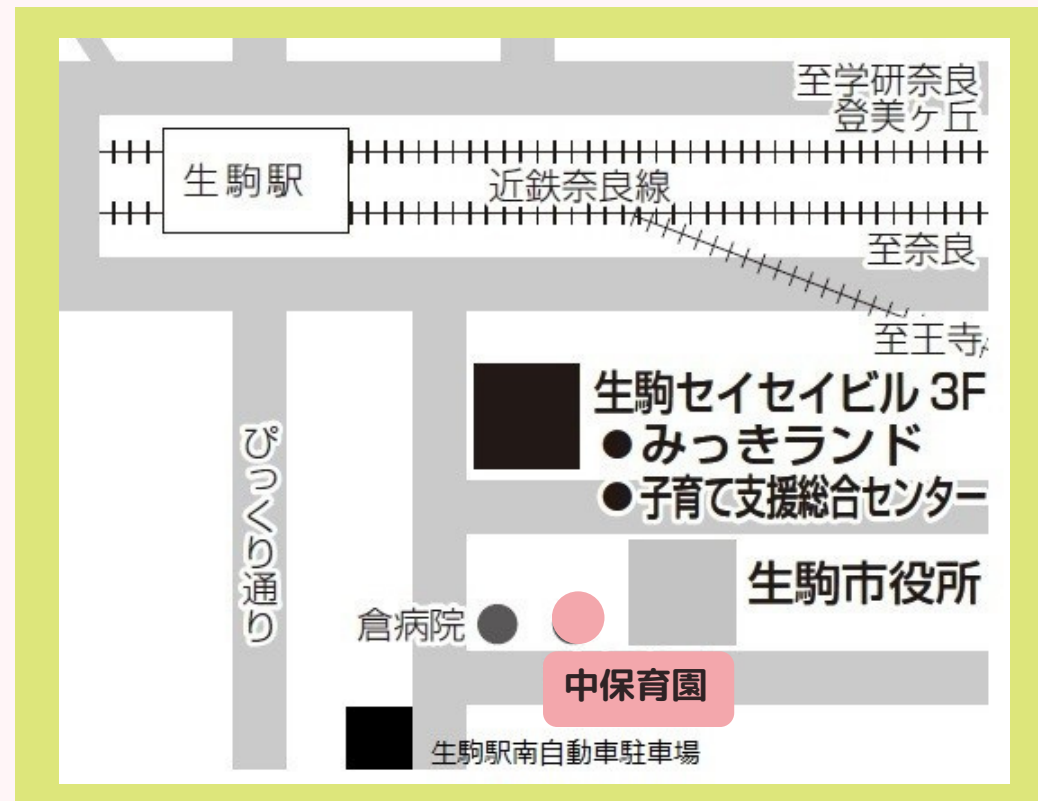 至学研奈良
登美ヶ丘
生駒駅
近鉄奈良線
至奈良
至王寺
生駒セイセイビル 3F
●みっきランド
●子育て支援総合センター
ぴっくり通り
生駒市役所
倉病院
中保育園
生駒駅南自動車駐車場